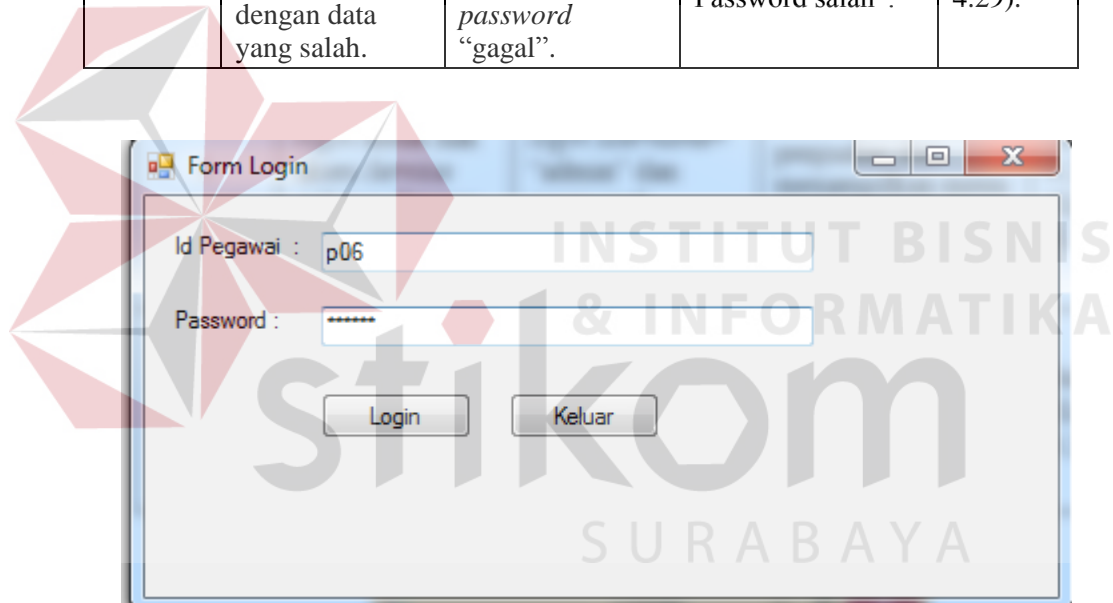 dengan data
yang salah.
password
“gagal”.
Password salah”.
4.29).
Form Login
Id Pegawai : p06
Password : ******
Login Keluar
INSTITUT BISNIS
& INFORMATIKA
stikom
SURABAYA